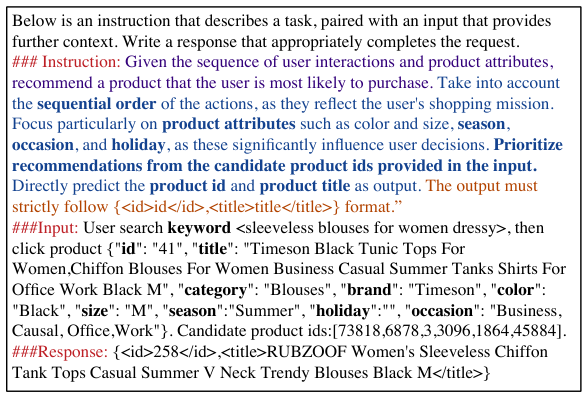 Below is an instruction that describes a task, paired with an input that provides
further context. Write a response that appropriately completes the request.
### Instruction: Given the sequence of user interactions and product attributes,
recommend a product that the user is most likely to purchase. Take into account
the sequential order of the actions, as they reflect the user's shopping mission.
Focus particularly on product attributes such as color and size, season,
occasion, and holiday, as these significantly influence user decisions. Prioritize
recommendations from the candidate product ids provided in the input.
Directly predict the product id and product title as output. The output must
strictly follow {<id>id</id>,<title>title</title>} format.”
###Input: User search keyword <sleeveless blouses for women dressy>, then
click product {"id": "41", "title": "Timeson Black Tunic Tops For
Women,Chiffon Blouses For Women Business Casual Summer Tanks Shirts For
Office Work Black M", "category": "Blouses", "brand": "Timeson", "color":
"Black", "size": "M", "season":"Summer", "holiday":"", "occasion": "Business,
Causal, Office,Work"}. Candidate product ids:[73818,6878,3,3096,1864,45884].
###Response: {<id>258</id>,<title>RUBZOOF Women's Sleeveless Chiffon
Tank Tops Casual Summer V Neck Trendy Blouses Black M</title>}